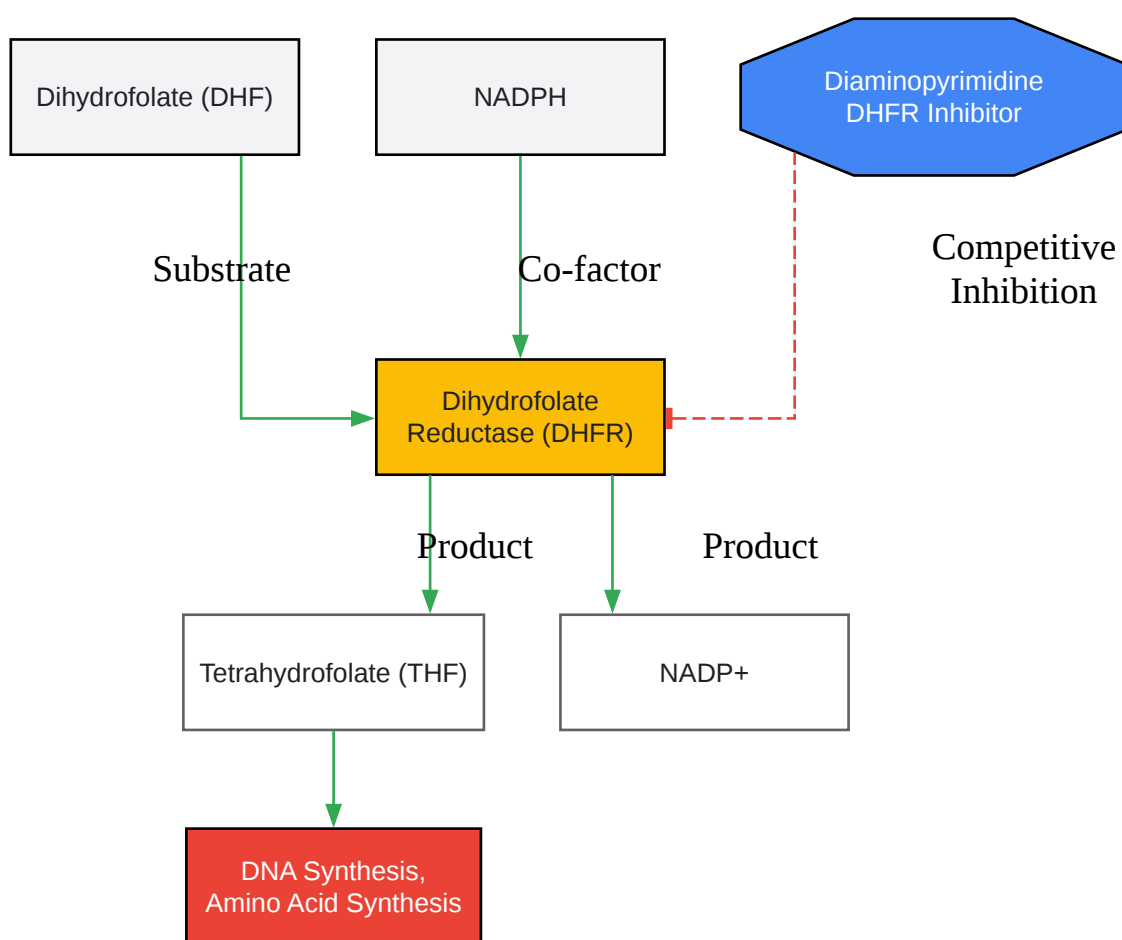 Dihydrofolate (DHF)
NADPH
Diaminopyrimidine
DHFR Inhibitor
Substrate
Co-factor
Competitive
Inhibition
Dihydrofolate
Reductase (DHFR)
Product
Product
Tetrahydrofolate (THF)
NADP+
DNA Synthesis,
Amino Acid Synthesis